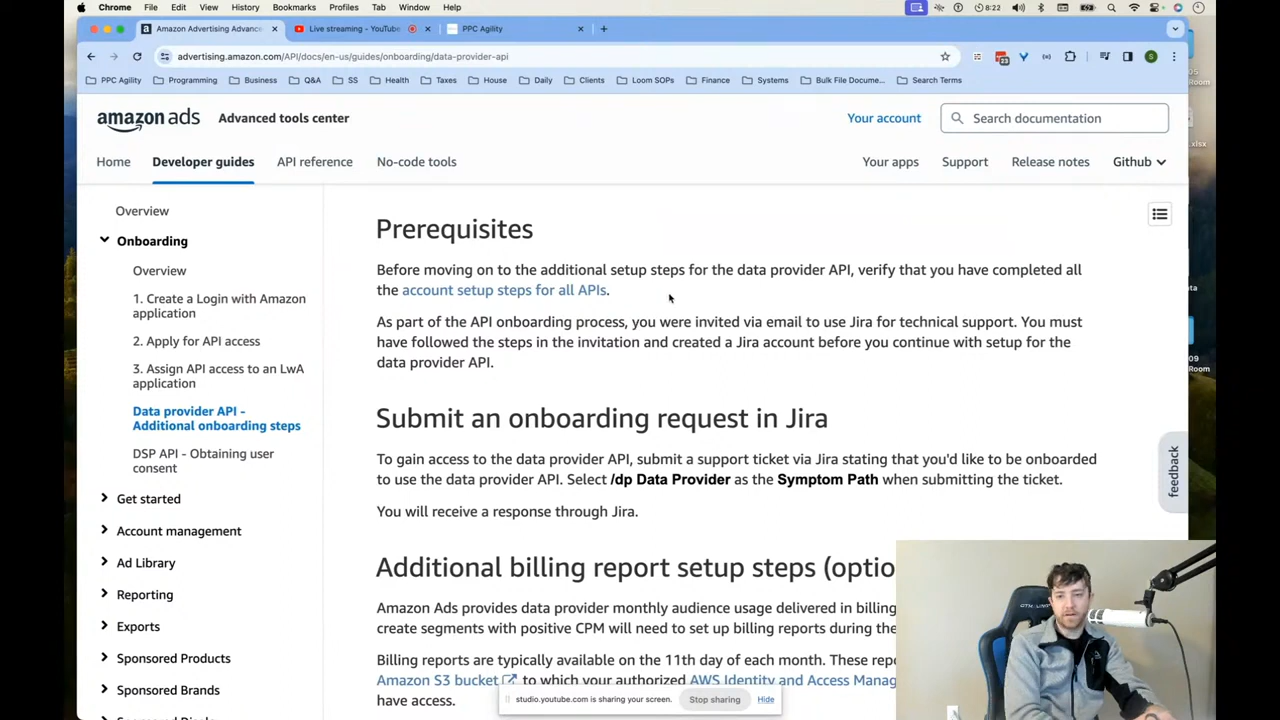 Chrome File Edit View History Bookmarks Profiles Tab Window Help 8:22
Amazon Advertising Advance Live streaming - YouTube PPC Agility
advertising.amazon.com/API/docs/en-us/guides/onboarding/data-provider-api
PPC Agility Programming Business Q&A SS Health Taxes House Daily Clients Loom SOPs Finance Systems Bulk File Docume... Search Terms
amazon ads Advanced tools center Your account Search documentation
Home Developer guides API reference No-code tools Your apps Support Release notes Github
Overview
Onboarding
Overview
1. Create a Login with Amazon
application
2. Apply for API access
3. Assign API access to an LwA
application
Data provider API -
Additional onboarding steps
DSP API - Obtaining user
consent
Get started
Account management
Ad Library
Reporting
Exports
Sponsored Products
Sponsored Brands
Prerequisites
Before moving on to the additional setup steps for the data provider API, verify that you have completed all
the account setup steps for all APIs.
As part of the API onboarding process, you were invited via email to use Jira for technical support. You must
have followed the steps in the invitation and created a Jira account before you continue with setup for the
data provider API.
Submit an onboarding request in Jira
To gain access to the data provider API, submit a support ticket via Jira stating that you'd like to be onboarded
to use the data provider API. Select /dp Data Provider as the Symptom Path when submitting the ticket.
You will receive a response through Jira.
Additional billing report setup steps (optio
Amazon Ads provides data provider monthly audience usage delivered in billing
create segments with positive CPM will need to set up billing reports during the
Billing reports are typically available on the 11th day of each month. These repo
Amazon S3 bucket to which your authorized AWS Identity and Access Manag
have access.
feedback
studio.youtube.com is sharing your screen. Stop sharing Hide